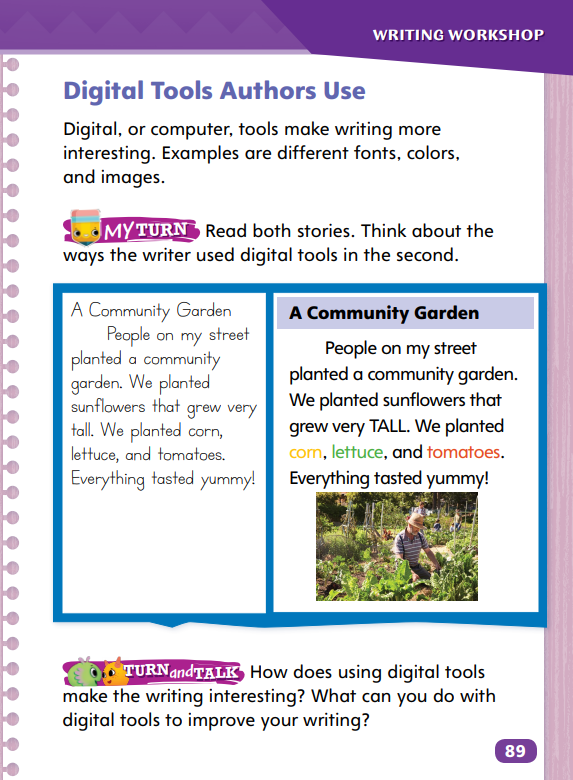 WRITING WORKSHOP
Digital Tools Authors Use
Digital, or computer, tools make writing more
interesting. Examples are different fonts, colors,
and images.
MY TURN Read both stories. Think about the
ways the writer used digital tools in the second.
A Community Garden
People on my street
planted a community
garden. We planted
sunflowers that grew very
tall. We planted corn,
lettuce, and tomatoes.
Everything tasted yummy!
A Community Garden
People on my street
planted a community garden.
We planted sunflowers that
grew very TALL. We planted
corn, lettuce, and tomatoes.
Everything tasted yummy!
TURN and TALK How does using digital tools
make the writing interesting? What can you do with
digital tools to improve your writing?
89